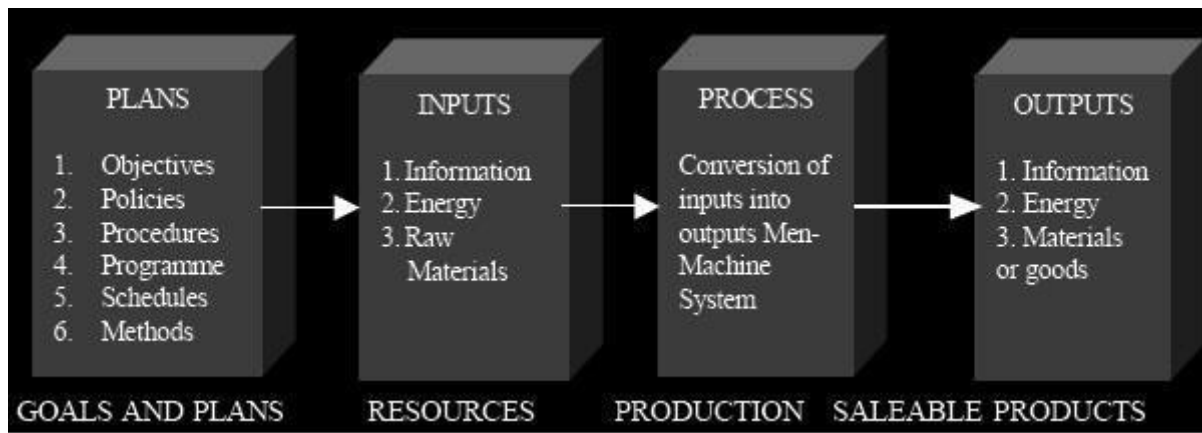 PLANS
1. Objectives
2. Policies
3. Procedures
4. Programme
5. Schedules
6. Methods
INPUTS
1. Information
2. Energy
3. Raw
Materials
PROCESS
Conversion of
inputs into
outputs Men-
Machine
System
OUTPUTS
1. Information
2. Energy
3. Materials
or goods
GOALS AND PLANS
RESOURCES
PRODUCTION
SALEABLE PRODUCTS